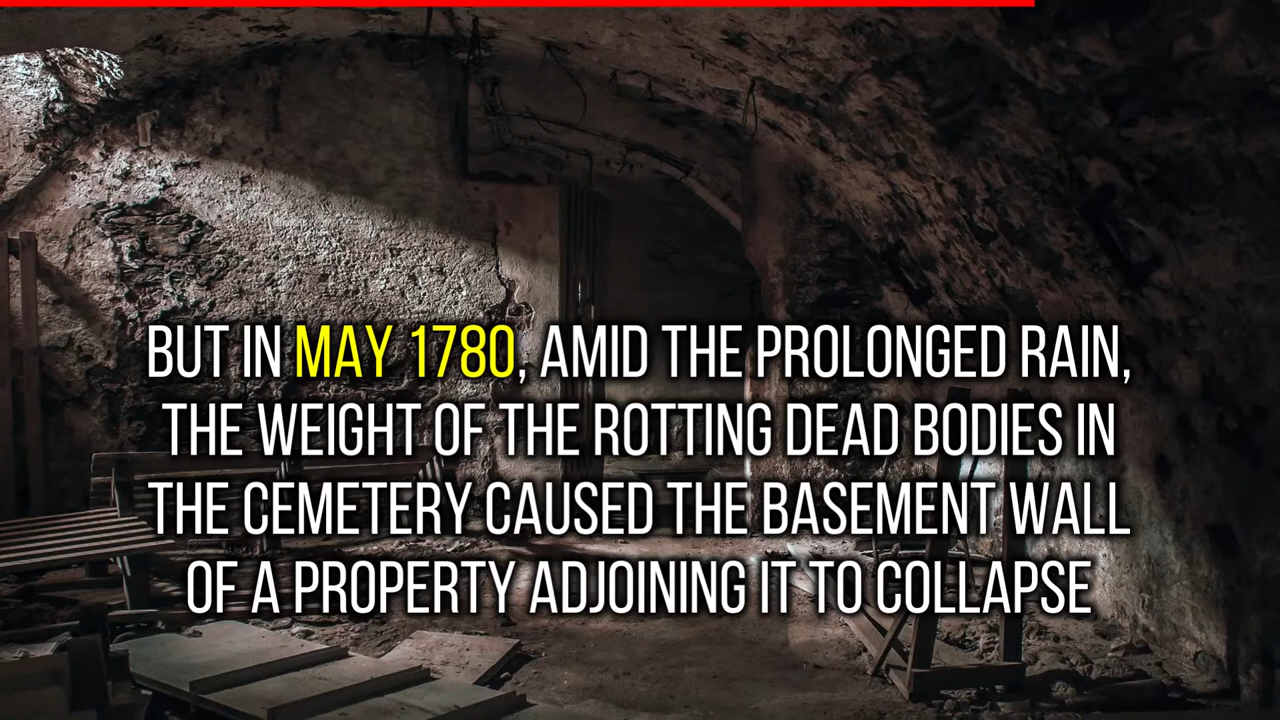 BUT IN MAY 1780, AMID THE PROLONGED RAIN,
THE WEIGHT OF THE ROTTING DEAD BODIES IN
THE CEMETERY CAUSED THE BASEMENT WALL
OF A PROPERTY ADJOINING IT TO COLLAPSE